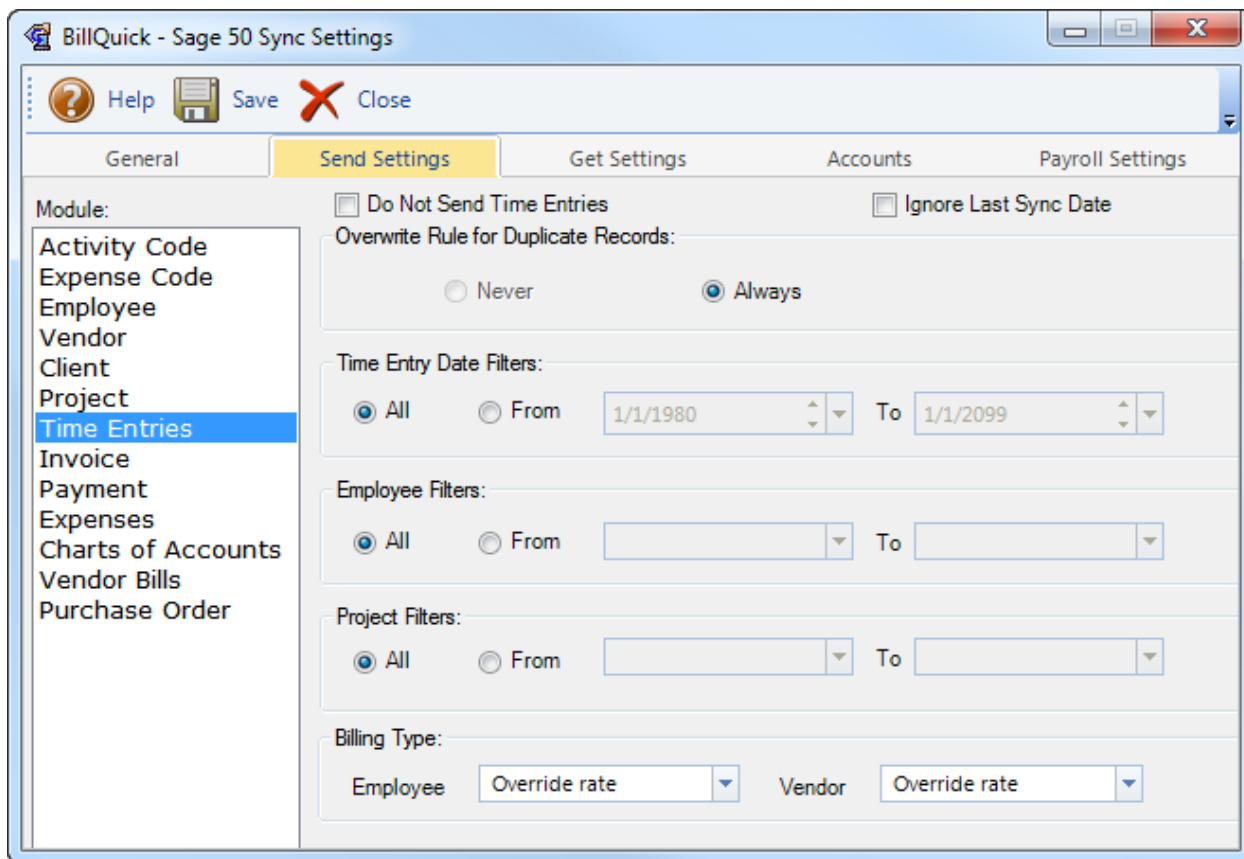 BillQuick - Sage 50 Sync Settings
Help Save Close
General Send Settings Get Settings Accounts Payroll Settings
Module:
Activity Code
Expense Code
Employee
Vendor
Client
Project
Time Entries
Invoice
Payment
Expenses
Charts of Accounts
Vendor Bills
Purchase Order
Do Not Send Time Entries Ignore Last Sync Date
Overwrite Rule for Duplicate Records:
Never Always
Time Entry Date Filters:
All From 1/1/1980 To 1/1/2099
Employee Filters:
All From To
Project Filters:
All From To
Billing Type:
Employee Override rate Vendor Override rate